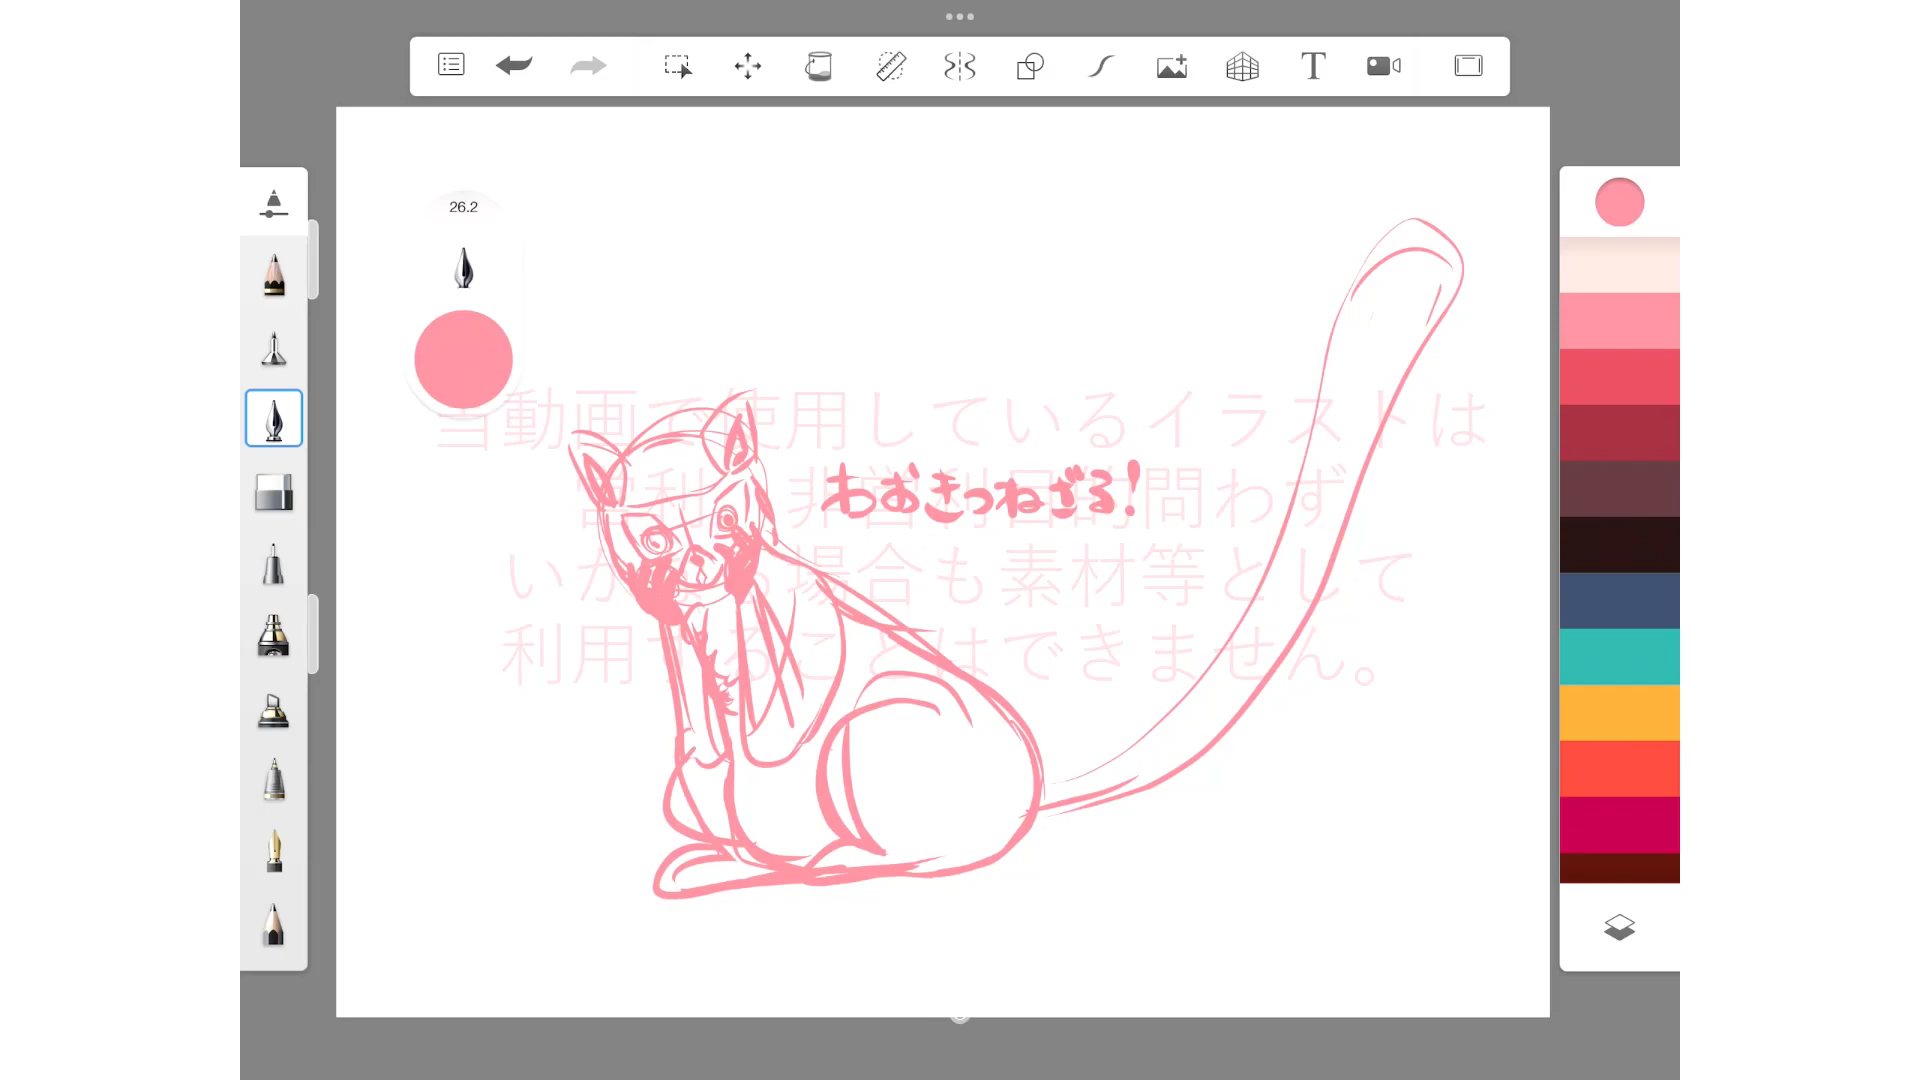 26.2
当動画で使用しているイラストは
営利、非営利目的問わず
わおきつねざる!
いかなる場合も素材等として
利用することはできません。